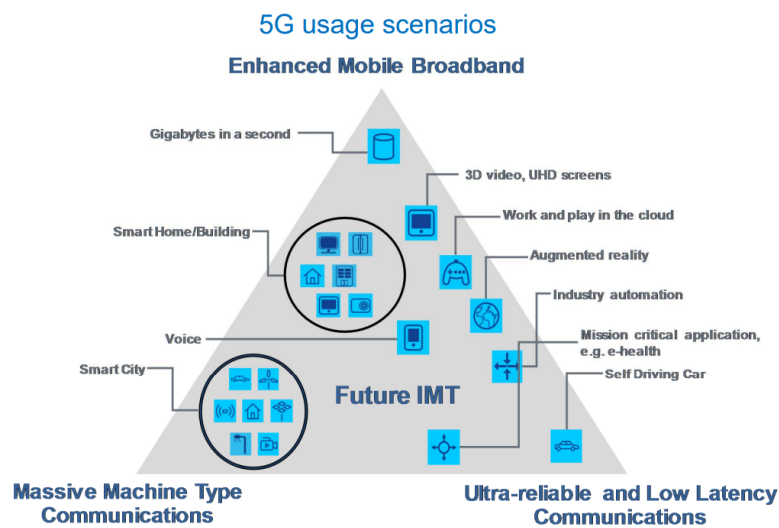 5G usage scenarios
Enhanced Mobile Broadband
Gigabytes in a second
3D video, UHD screens
Work and play in the cloud
Smart Home/Building
Augmented reality
Industry automation
Mission critical application,
e.g. e-health
Voice
Smart City
Self Driving Car
Future IMT
Massive Machine Type
Communications
Ultra-reliable and Low Latency
Communications